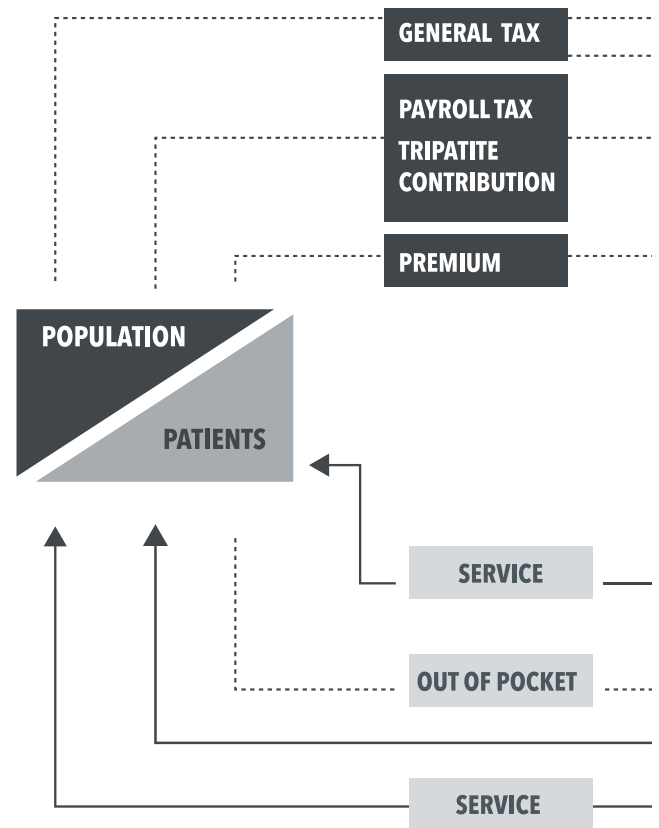 GENERAL TAX
PAYROLL TAX
TRIPATITE
CONTRIBUTION
PREMIUM
POPULATION
PATIENTS
SERVICE
OUT OF POCKET
SERVICE